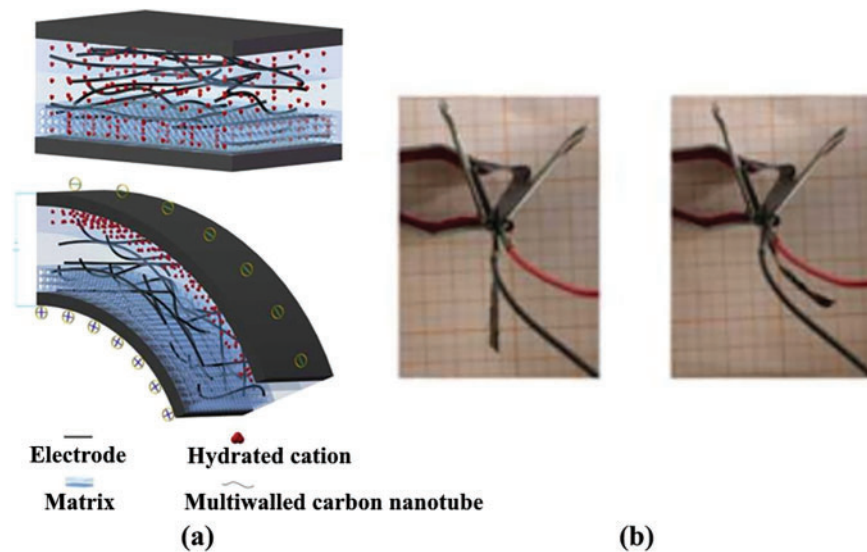 Electrode
Hydrated cation
Matrix
Multiwalled carbon nanotube
(a)
(b)